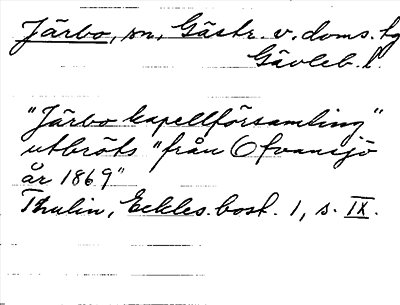 Järbo, sn, Gästr. v. doms. tg
Gävleb. l.
"Järbo kapellförsamling"
utbröts "från Ofvansjö
år 1869"
Thulin, Eckles. bost. 1, s. IX.